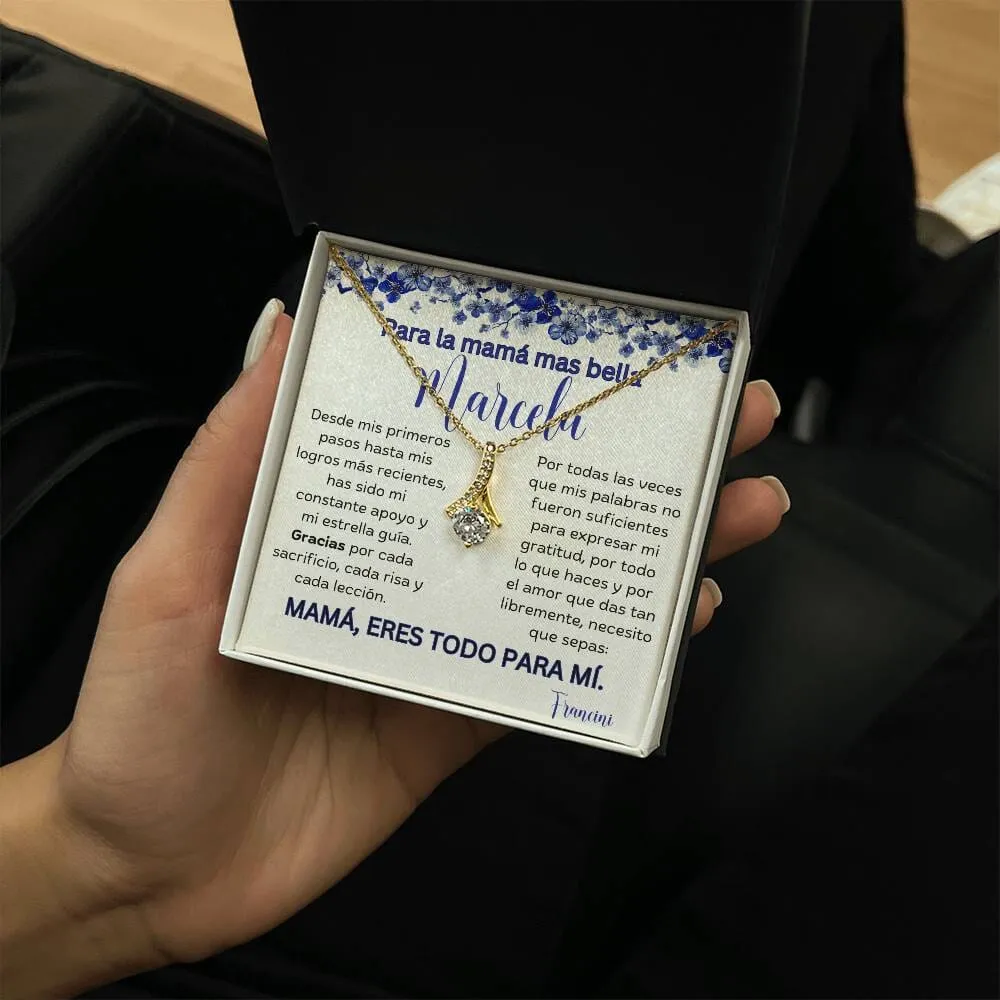 Para la mamá mas bella
Marcela
Desde mis primeros
pasos hasta mis
logros más recientes,
has sido mi
constante apoyo y
mi estrella guía.
Gracias por cada
sacrificio, cada risa y
cada lección.
Por todas las veces
que mis palabras no
fueron suficientes
para expresar mi
gratitud, por todo
lo que haces y por
el amor que das tan
libremente, necesito
que sepas:
MAMÁ, ERES TODO PARA MÍ.
Francini